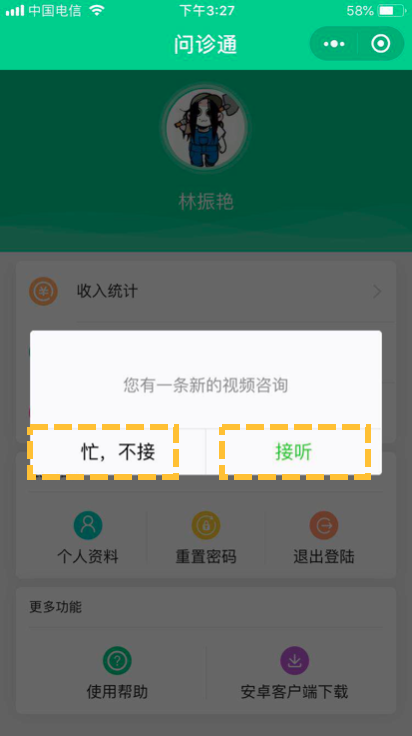 中国电信 下午3:27 58%
问诊通
林振艳
收入统计
您有一条新的视频咨询
忙，不接 接听
个人资料 重置密码 退出登陆
更多功能
使用帮助 安卓客户端下载